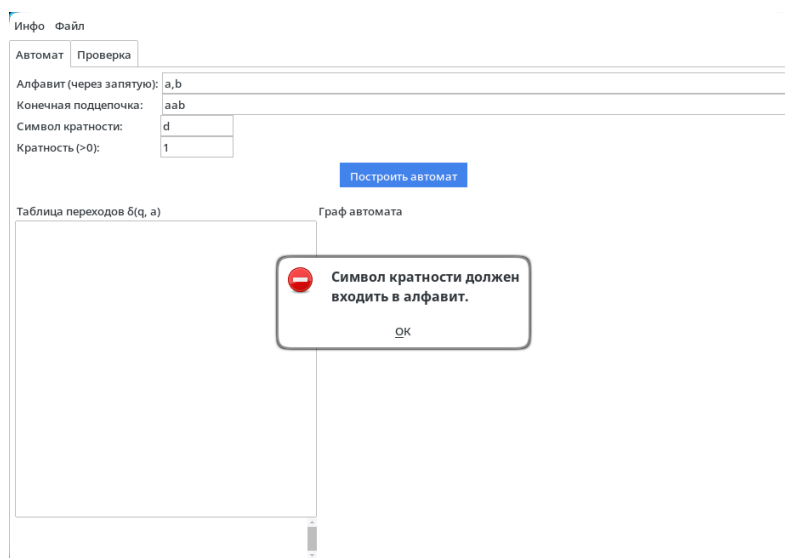 Инфо Файл
Автомат Проверка
Алфавит (через запятую): a,b
Конечная подцепочка: aab
Символ кратности: d
Кратность (>0): 1
Построить автомат
Таблица переходов δ(q, a) Граф автомата
Символ кратности должен
входить в алфавит.
ОК